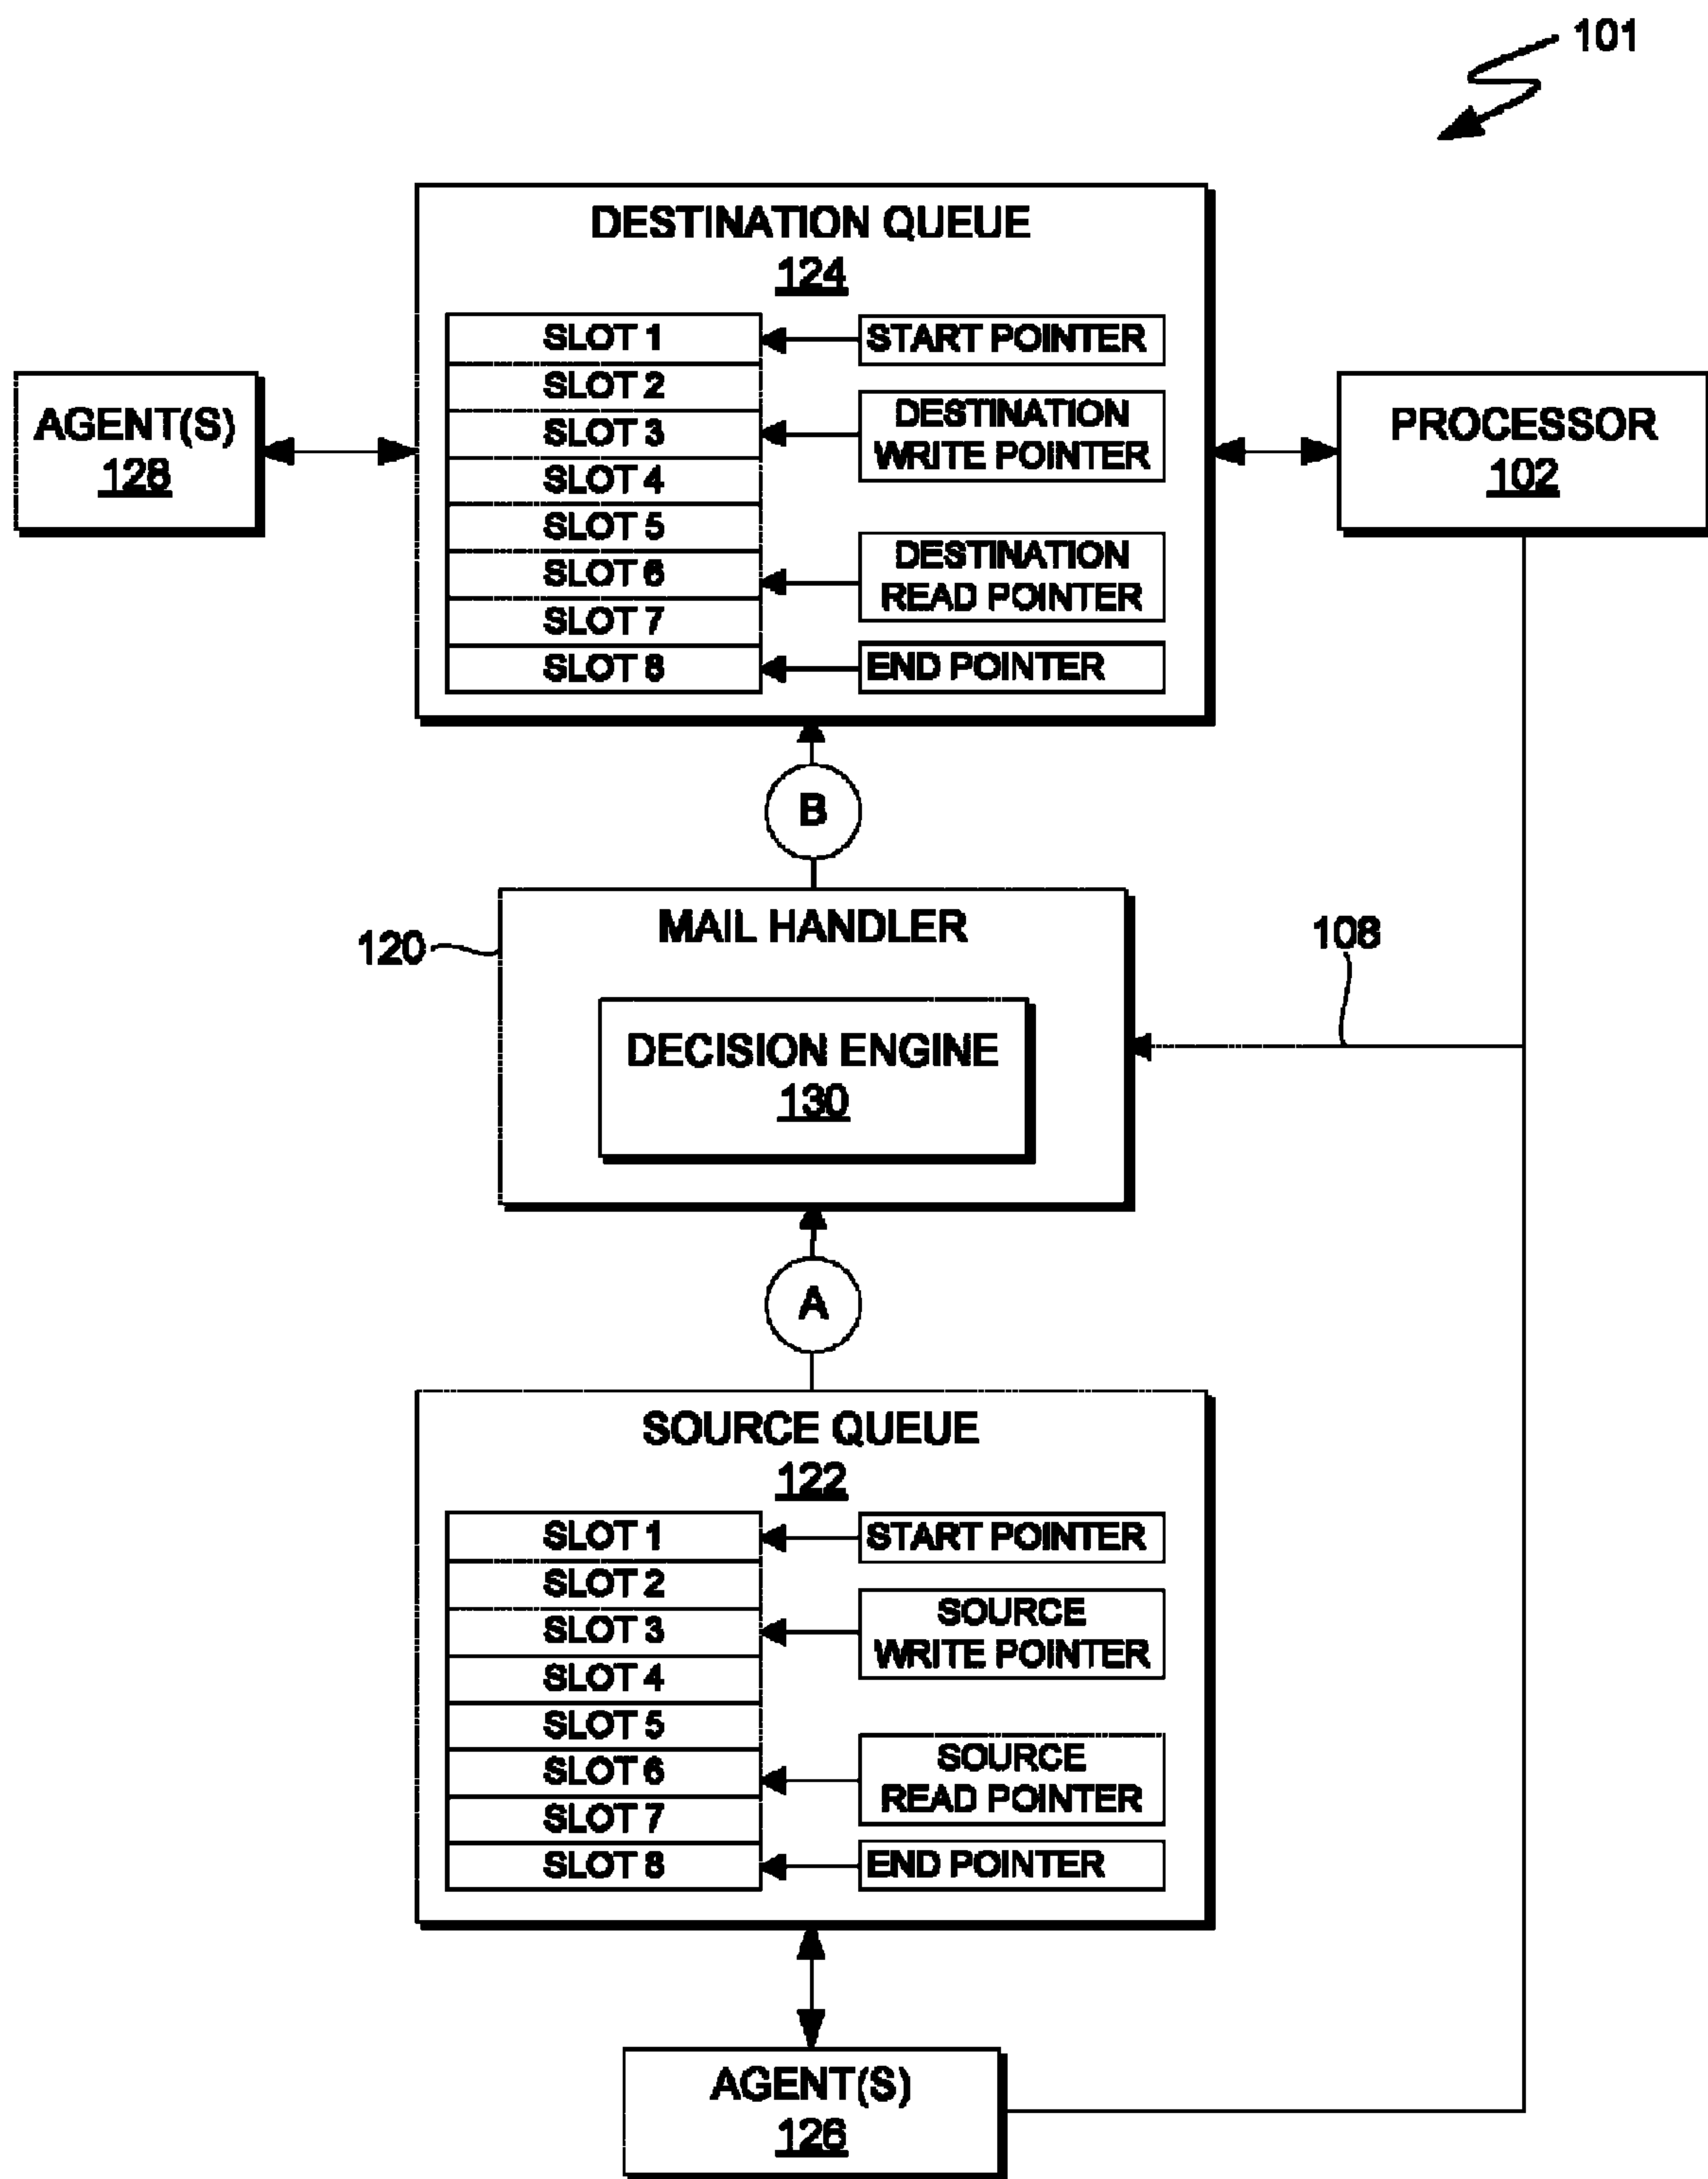 101
DESTINATION QUEUE
124
SLOT 1
SLOT 2
SLOT 3
SLOT 4
SLOT 5
SLOT 6
SLOT 7
SLOT 8
START POINTER
DESTINATION
WRITE POINTER
DESTINATION
READ POINTER
END POINTER
AGENT(S)
128
PROCESSOR
102
B
MAIL HANDLER
120
108
DECISION ENGINE
130
A
SOURCE QUEUE
122
SLOT 1
SLOT 2
SLOT 3
SLOT 4
SLOT 5
SLOT 6
SLOT 7
SLOT 8
START POINTER
SOURCE
WRITE POINTER
SOURCE
READ POINTER
END POINTER
AGENT(S)
126